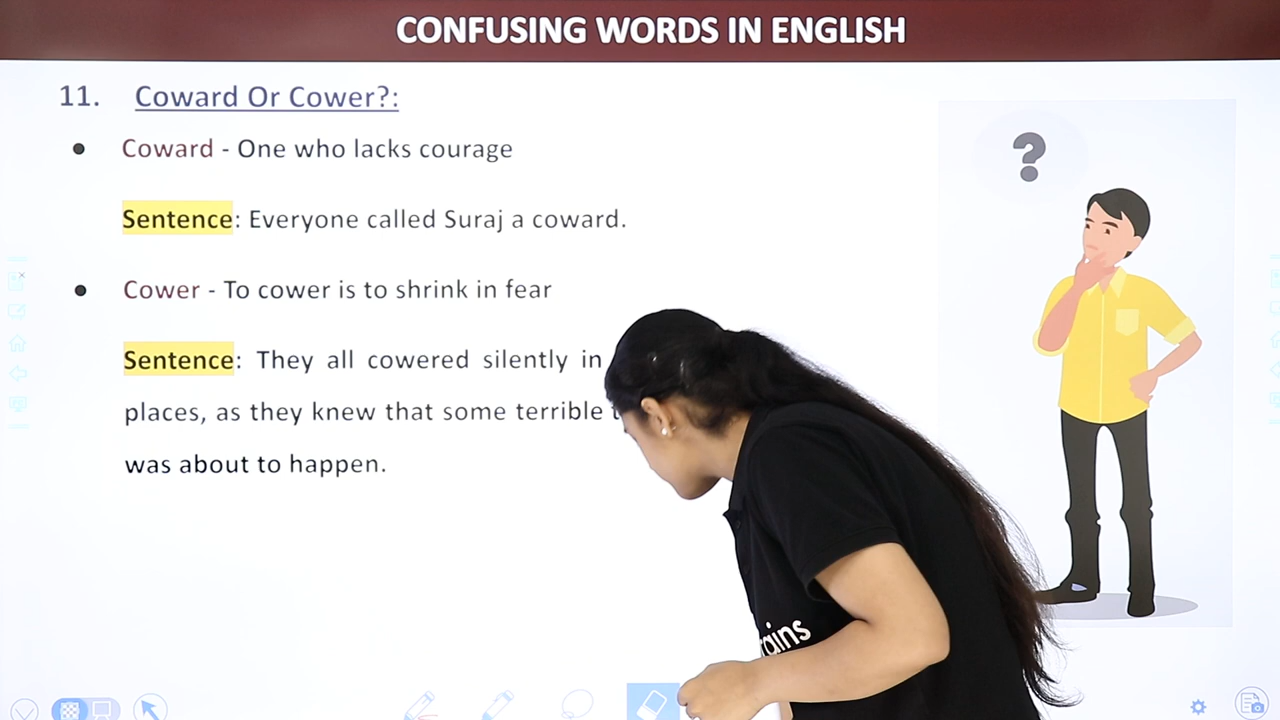 CONFUSING WORDS IN ENGLISH
11. Coward Or Cower?:
● Coward - One who lacks courage
Sentence: Everyone called Suraj a coward.
● Cower - To cower is to shrink in fear
Sentence: They all cowered silently in
places, as they knew that some terrible
was about to happen.
?